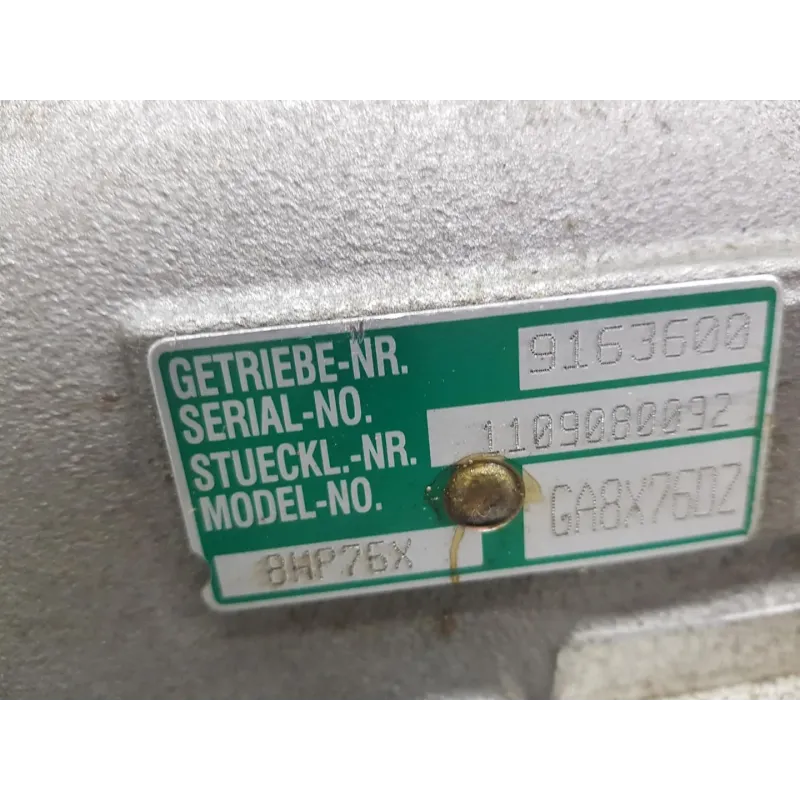 GETRIEBE-NR.
SERIAL-NO.
9163600
STUECKL.-NR.
MODEL-NO.
1109080092
8HP76X
GA8X76DZ